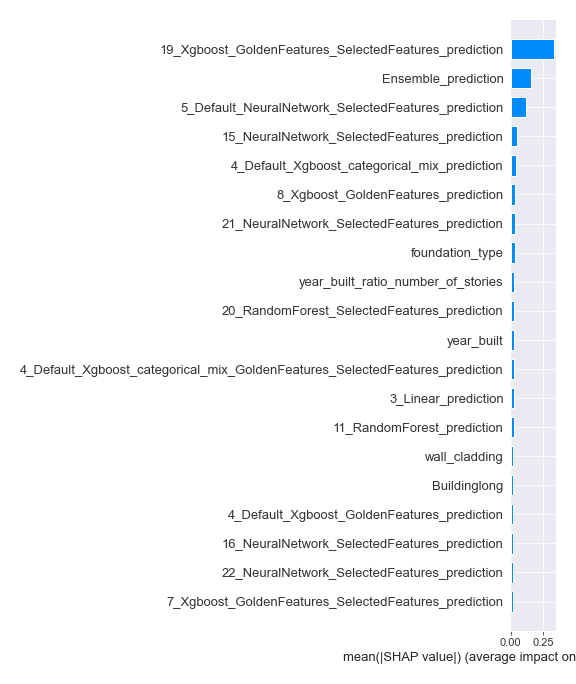 19_Xgboost_GoldenFeatures_SelectedFeatures_prediction
Ensemble_prediction
5_Default_NeuralNetwork_SelectedFeatures_prediction
15_NeuralNetwork_SelectedFeatures_prediction
4_Default_Xgboost_categorical_mix_prediction
8_Xgboost_GoldenFeatures_prediction
21_NeuralNetwork_SelectedFeatures_prediction
foundation_type
year_built_ratio_number_of_stories
20_RandomForest_SelectedFeatures_prediction
year_built
4_Default_Xgboost_categorical_mix_GoldenFeatures_SelectedFeatures_prediction
3_Linear_prediction
11_RandomForest_prediction
wall_cladding
Buildinglong
4_Default_Xgboost_GoldenFeatures_prediction
16_NeuralNetwork_SelectedFeatures_prediction
22_NeuralNetwork_SelectedFeatures_prediction
7_Xgboost_GoldenFeatures_SelectedFeatures_prediction
0.00 0.25
mean(|SHAP value|) (average impact on